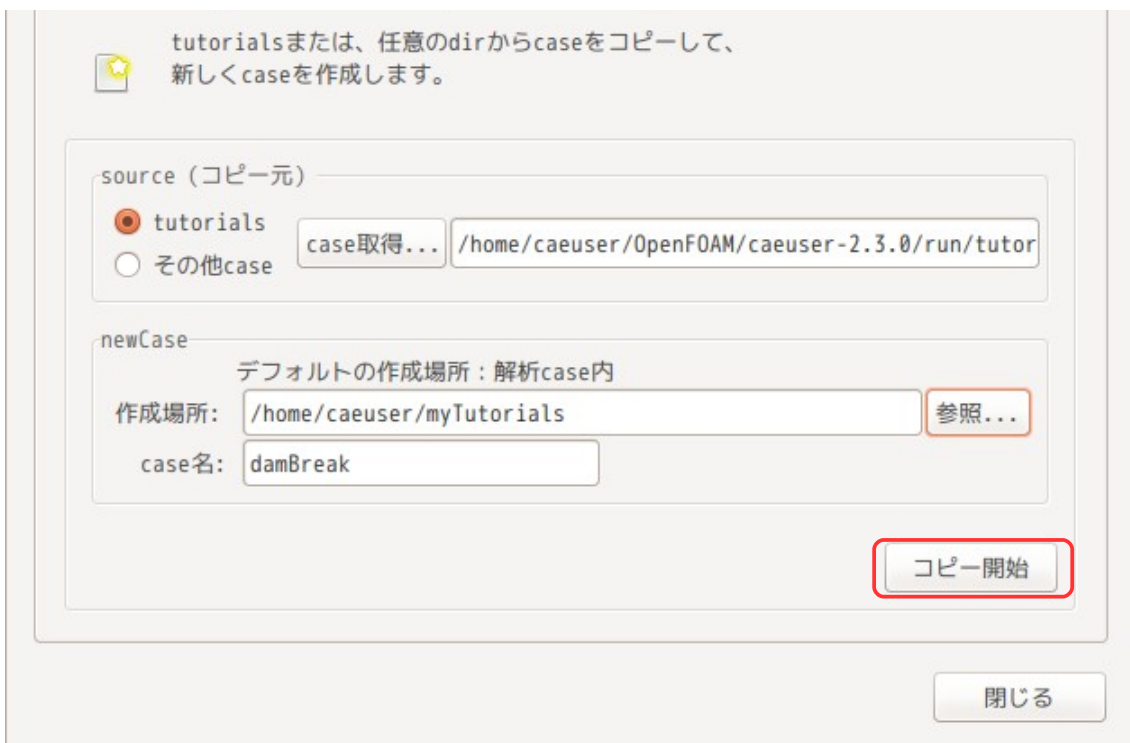 tutorialsまたは、任意のdirからcaseをコピーして、
新しくcaseを作成します。
source (コピー元)
tutorials
その他case
case取得...
/home/caeuser/OpenFOAM/caeuser-2.3.0/run/tutor
newCase
デフォルトの作成場所：解析case内
作成場所:
/home/caeuser/myTutorials
参照...
case名:
damBreak
コピー開始
閉じる